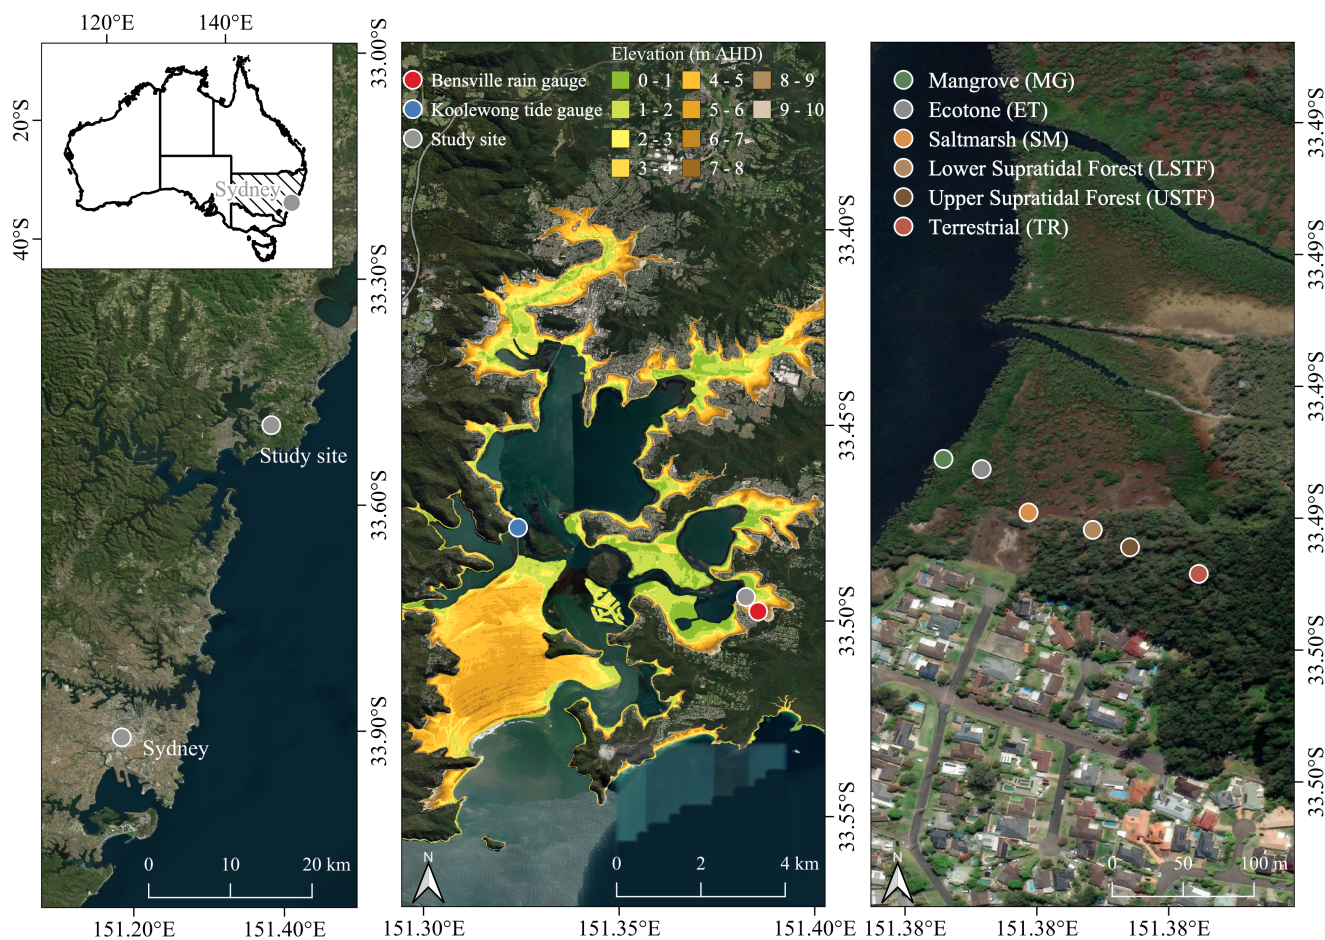 120°E 140°E
20°S
40°S
Sydney
33.00°S
33.30°S
33.60°S
33.90°S
Study site
Sydney
0 10 20 km
151.20°E 151.40°E
Elevation (m AHD)
Bensville rain gauge
Koolewong tide gauge
Study site
0 - 1
1 - 2
2 - 3
3 - 4
4 - 5
5 - 6
6 - 7
7 - 8
8 - 9
9 - 10
33.40°S
33.45°S
33.50°S
33.55°S
N
0 2 4 km
151.30°E 151.35°E 151.40°E
Mangrove (MG)
Ecotone (ET)
Saltmarsh (SM)
Lower Supratidal Forest (LSTF)
Upper Supratidal Forest (USTF)
Terrestrial (TR)
33.49°S
33.49°S
33.49°S
33.49°S
33.50°S
33.50°S
N
0 50 100 m
151.38°E 151.38°E 151.38°E